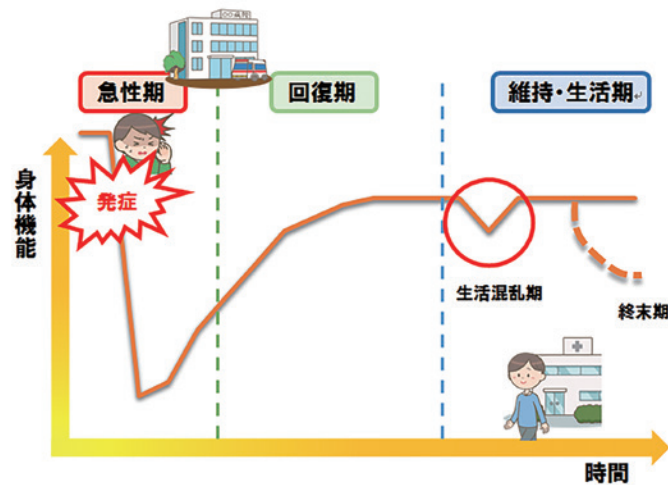 急性期
回復期
維持・生活期
身体機能
発症
生活混乱期
終末期
時間